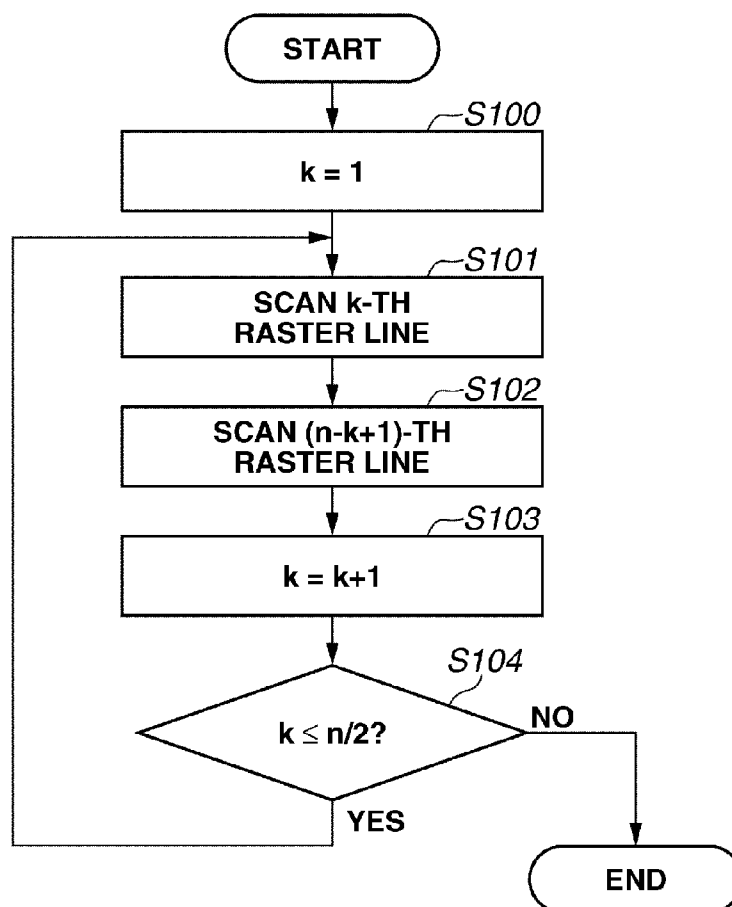 START
S100
k = 1
S101
SCAN k-TH
RASTER LINE
S102
SCAN (n-k+1)-TH
RASTER LINE
S103
k = k+1
S104
k ≤ n/2?
NO
YES
END